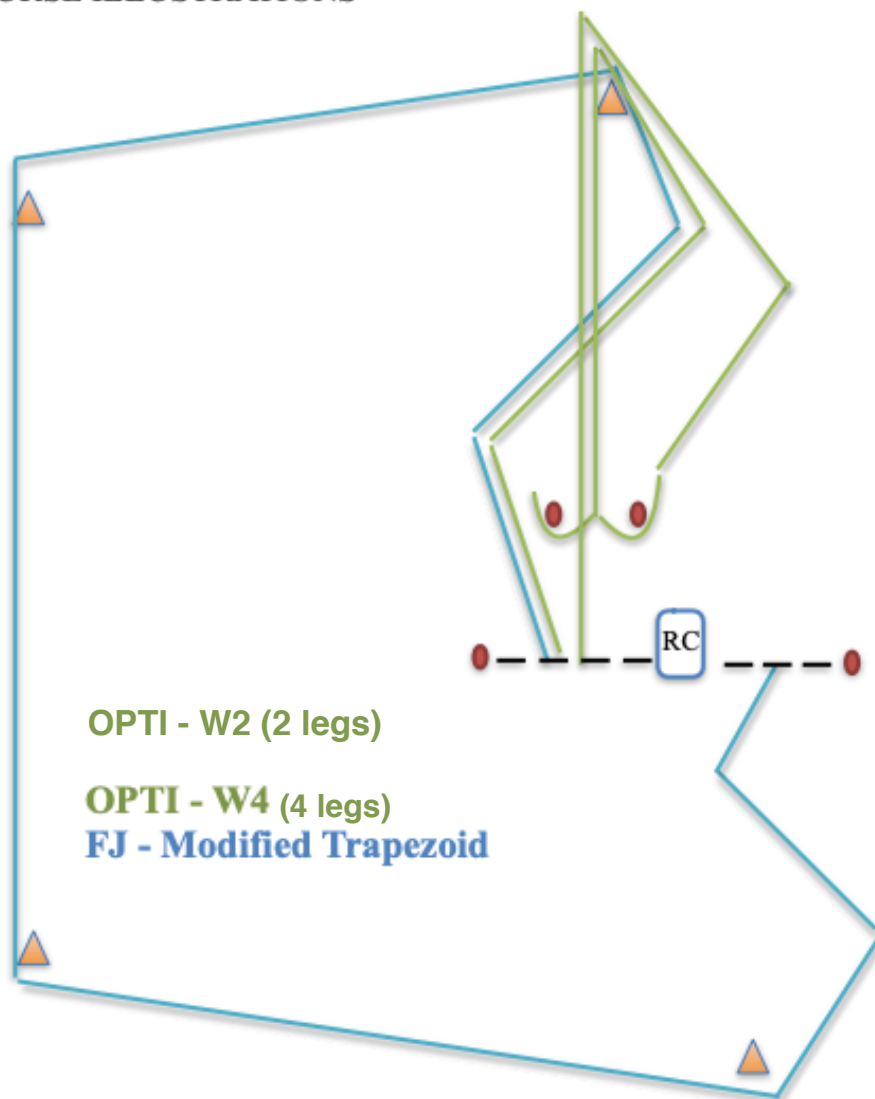 RC
OPTI - W2 (2 legs)
OPTI - W4 (4 legs)
FJ - Modified Trapezoid